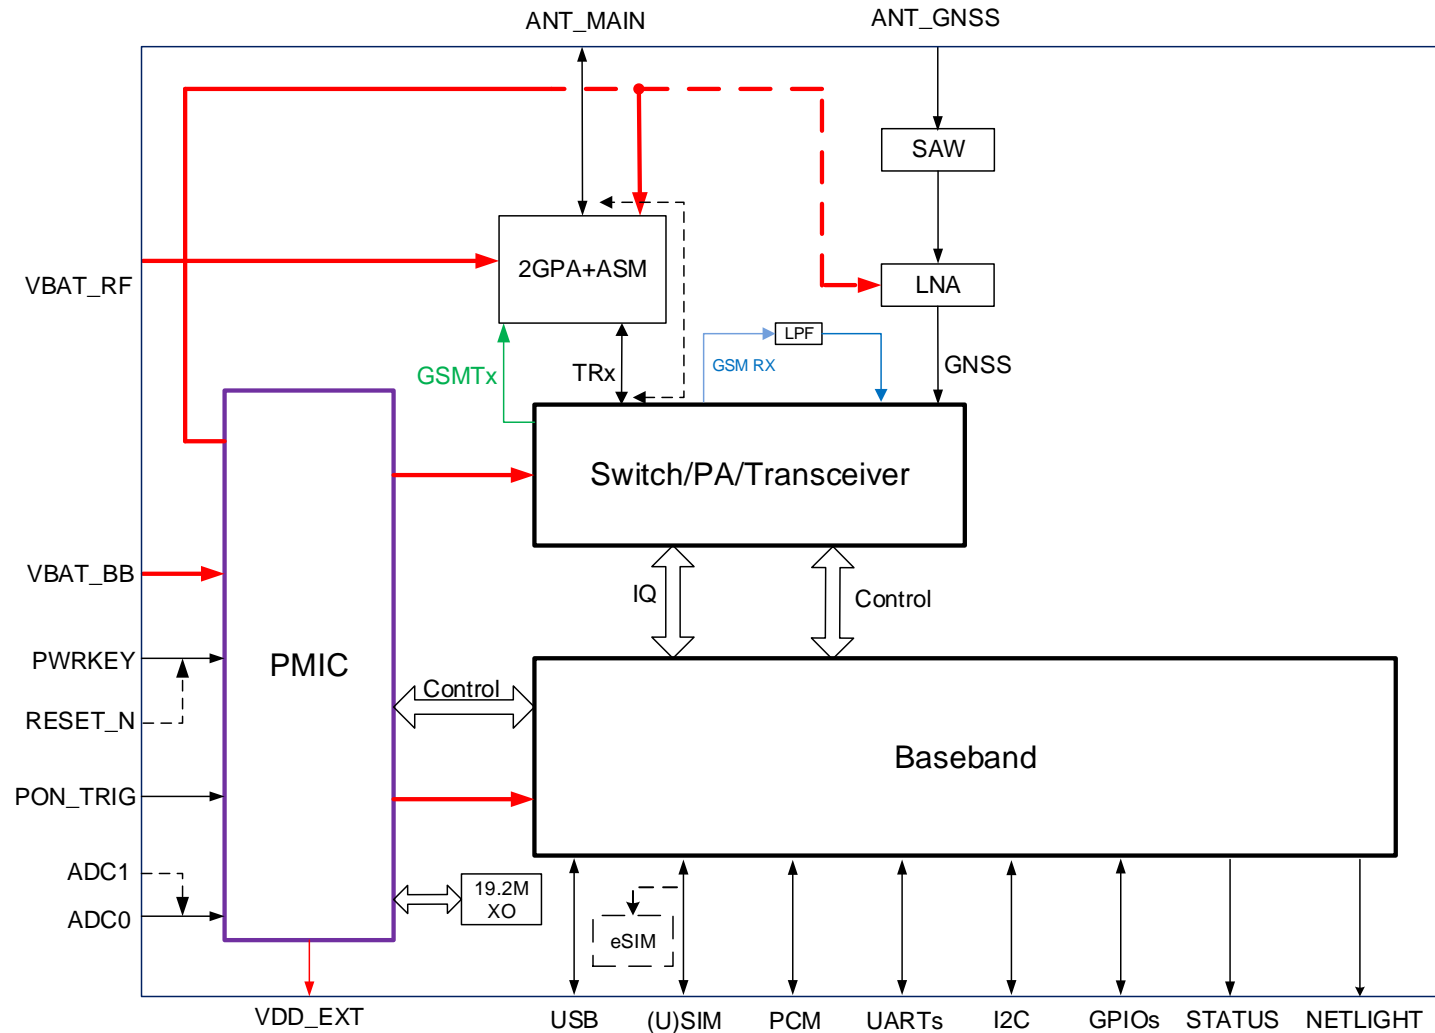 ANT_MAIN
ANT_GNSS
SAW
2GPA+ASM
LNA
VBAT_RF
LPF
GSMTx
TRx
GSM RX
GNSS
Switch/PA/Transceiver
VBAT_BB
IQ
Control
PWRKEY
PMIC
Control
RESET_N
Baseband
PON_TRIG
ADC1
19.2M
XO
ADC0
eSIM
VDD_EXT
USB
(U)SIM
PCM
UARTs
I2C
GPIOs
STATUS
NETLIGHT